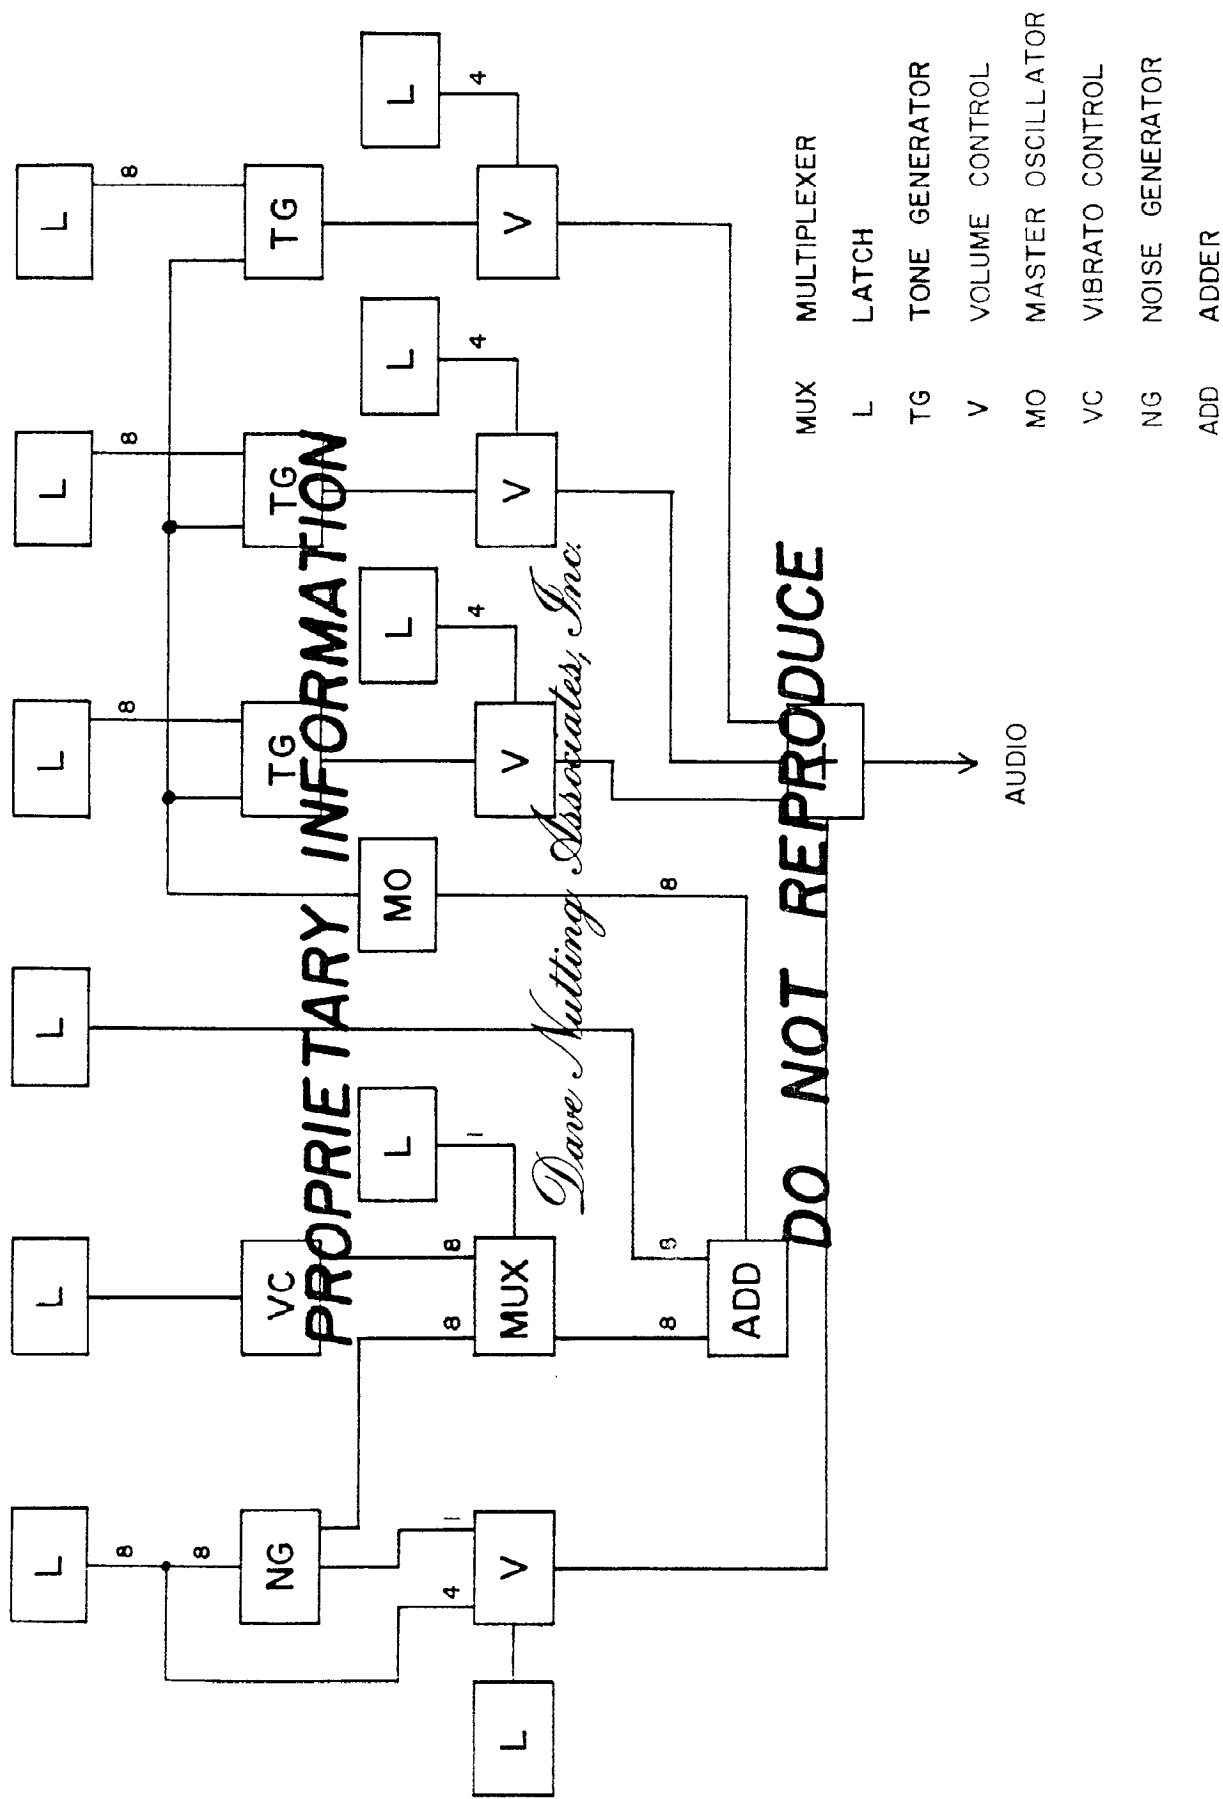 L L L L L L
8 8 8 8
8
NG VC TG TG TG
PROPRIETARY INFORMATION
L MO L L L
4 1 8 8 1 4 4 4
L V MUX V V V
Dave Nutting Associates, Inc.
8 8 8
ADD
DO NOT REPRODUCE
+
AUDIO
MUX MULTIPLEXER
L LATCH
TG TONE GENERATOR
V VOLUME CONTROL
MO MASTER OSCILLATOR
VC VIBRATO CONTROL
NG NOISE GENERATOR
ADD ADDER